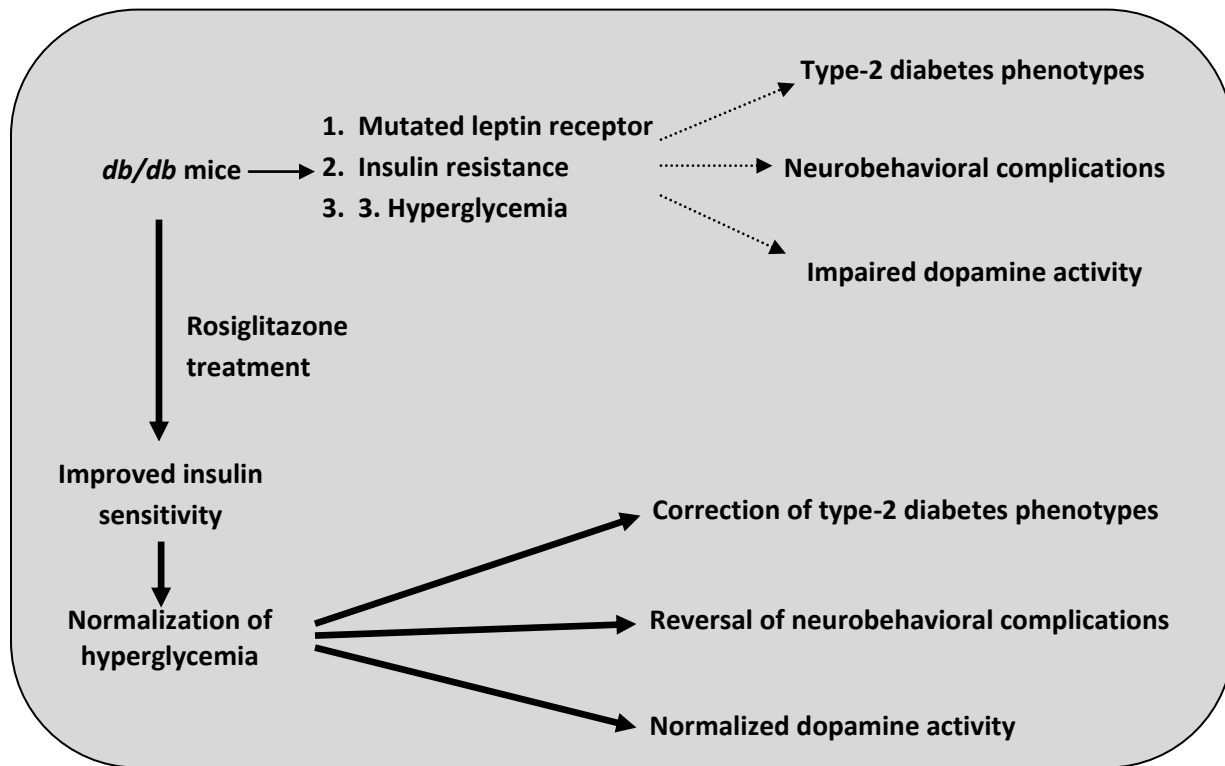 Type-2 diabetes phenotypes
1. Mutated leptin receptor
db/db mice
2. Insulin resistance
Neurobehavioral complications
3. 3. Hyperglycemia
Impaired dopamine activity
Rosiglitazone
treatment
Improved insulin
sensitivity
Correction of type-2 diabetes phenotypes
Normalization of
hyperglycemia
Reversal of neurobehavioral complications
Normalized dopamine activity